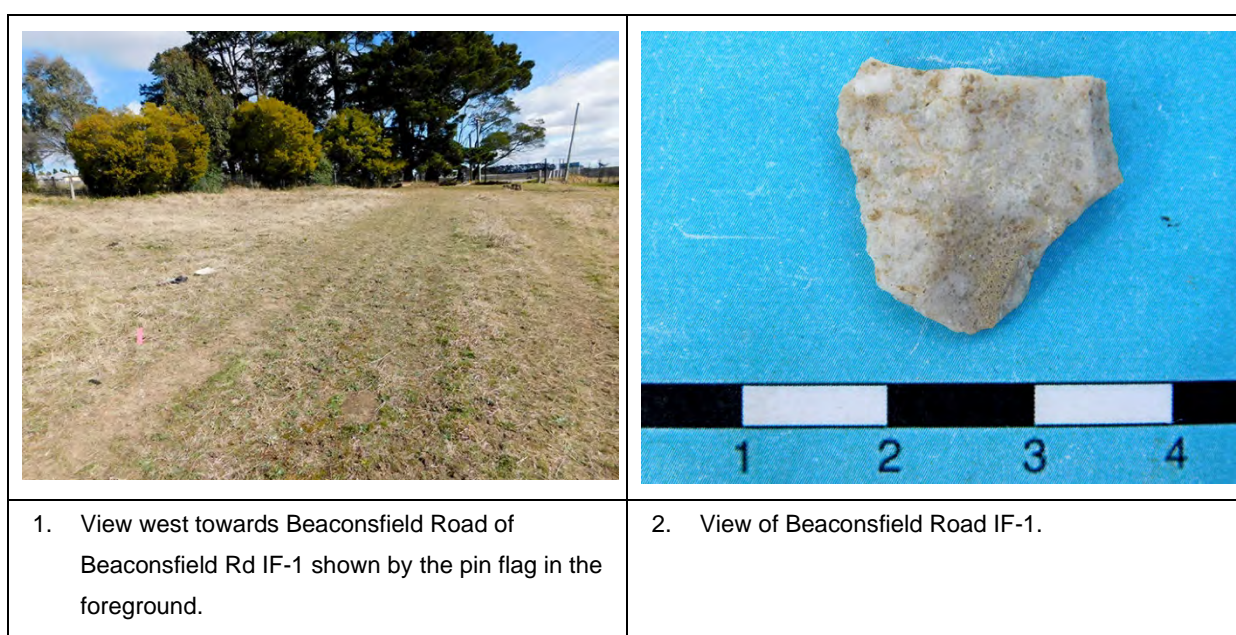 1 2 3 4
1. View west towards Beaconsfield Road of
Beaconsfield Rd IF-1 shown by the pin flag in the
foreground.
2. View of Beaconsfield Road IF-1.